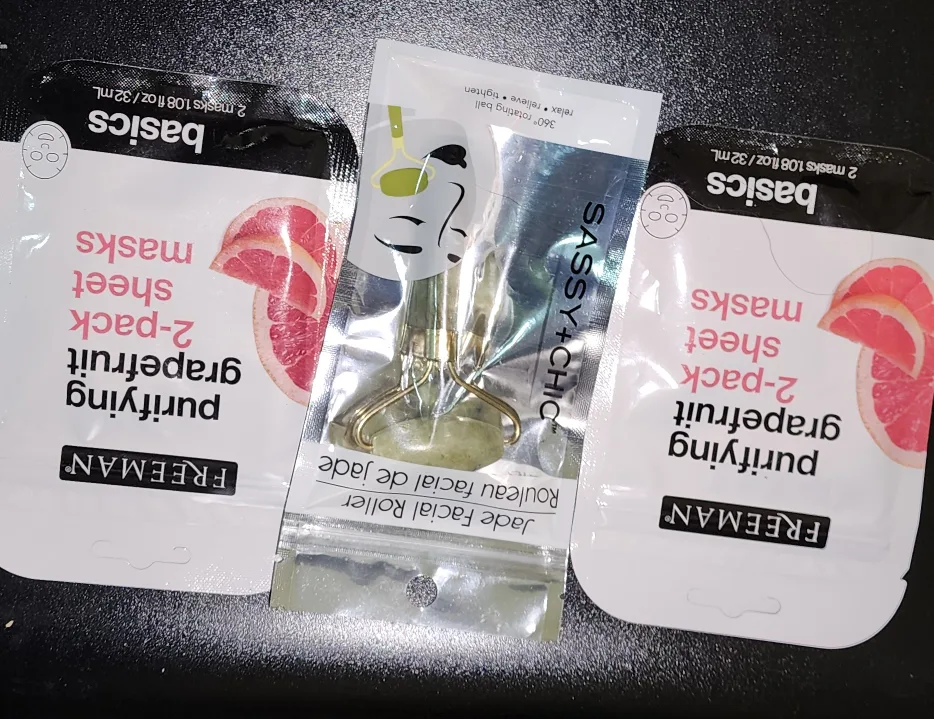 FREEMAN®
purifying
grapefruit
2-pack
sheet
masks
basics
2 masks 1.08 fl oz / 32 mL
Jade Facial Roller
Rouleau facial de jade
SASSY+CHIC™
360° rotating ball
relax • relieve • tighten
FREEMAN®
purifying
grapefruit
2-pack
sheet
masks
basics
2 masks 1.08 fl oz / 32 mL